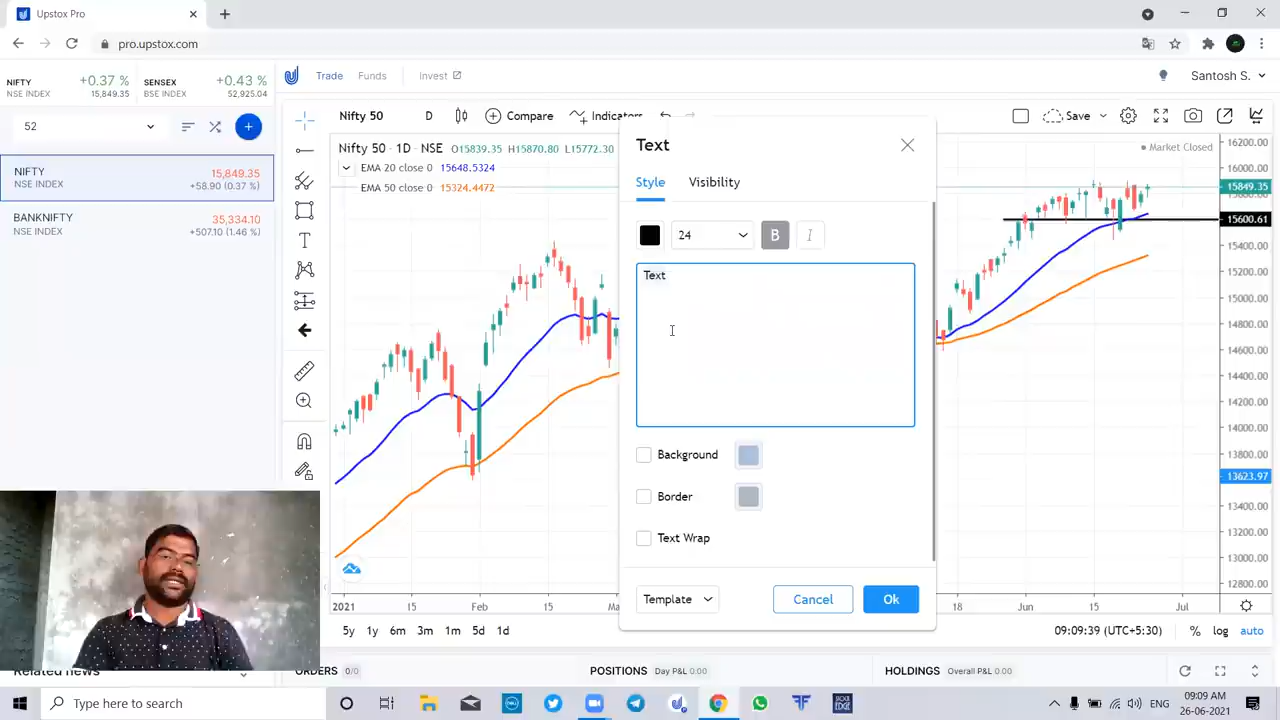 Upstox Pro
pro.upstox.com
NIFTY +0.37 %
NSE INDEX 15,849.35
SENSEX +0.43 %
BSE INDEX 52,925.04
Trade Funds Invest
Santosh S.
52
Nifty 50 D Compare Indicators Save
NIFTY 15,849.35
NSE INDEX +58.90 (0.37 %)
BANKNIFTY 35,334.10
NSE INDEX +507.10 (1.46 %)
Nifty 50 · 1D · NSE O15839.35 H15870.80 L15772.30
EMA 20 close 0 15648.5324
EMA 50 close 0 15324.4472
Market Closed
Text
Style Visibility
24 B I
Text
Background
Border
Text Wrap
Template Cancel Ok
16200.00
16000.00
15849.35
15600.61
15400.00
15200.00
15000.00
14800.00
14600.00
14400.00
14200.00
14000.00
13800.00
13623.97
13400.00
13200.00
13000.00
12800.00
2021 15 Feb 15 Ma 18 Jun 15 Jul
5y 1y 6m 3m 1m 5d 1d
09:09:39 (UTC+5:30) % log auto
Related news
ORDERS 0/0
POSITIONS Day P&L 0.00
HOLDINGS Overall P&L 0.00
Type here to search
ENG
09:09 AM
26-06-2021